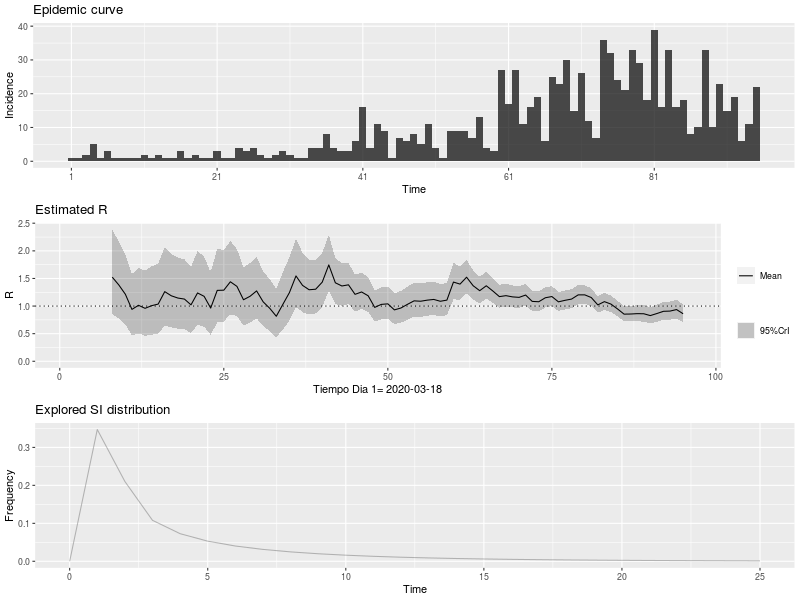 Epidemic curve
40
30
20
10
0
Incidence
1 21 41 61 81
Time
Estimated R
2.5
2.0
1.5
1.0
0.5
0.0
R
0 25 50 75 100
Tiempo Dia 1= 2020-03-18
Mean
95%CrI
Explored SI distribution
0.3
0.2
0.1
0.0
Frequency
0 5 10 15 20 25
Time